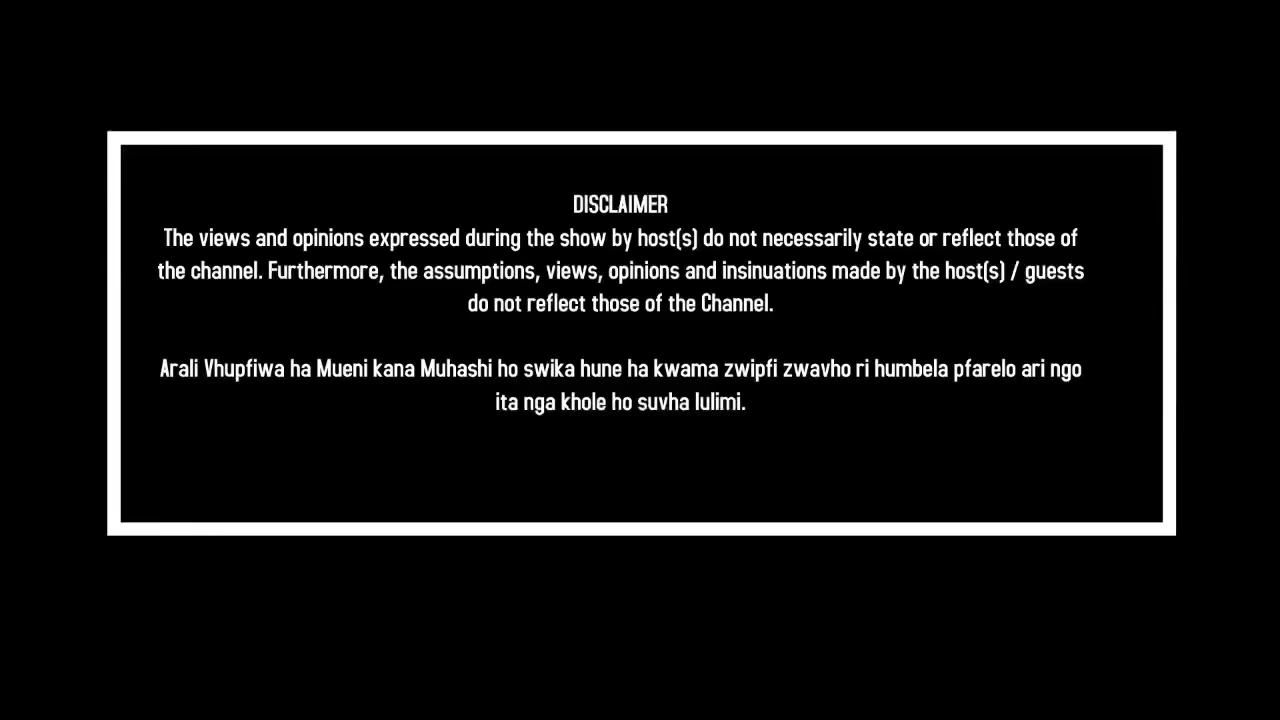 DISCLAIMER
The views and opinions expressed during the show by host(s) do not necessarily state or reflect those of
the channel. Furthermore, the assumptions, views, opinions and insinuations made by the host(s) / guests
do not reflect those of the Channel.
Arali Vhupfiwa ha Mueni kana Muhashi ho swika hune ha kwama zwipfi zwavho ri humbela pfarelo ari ngo
ita nga khole ho suvha lulimi.